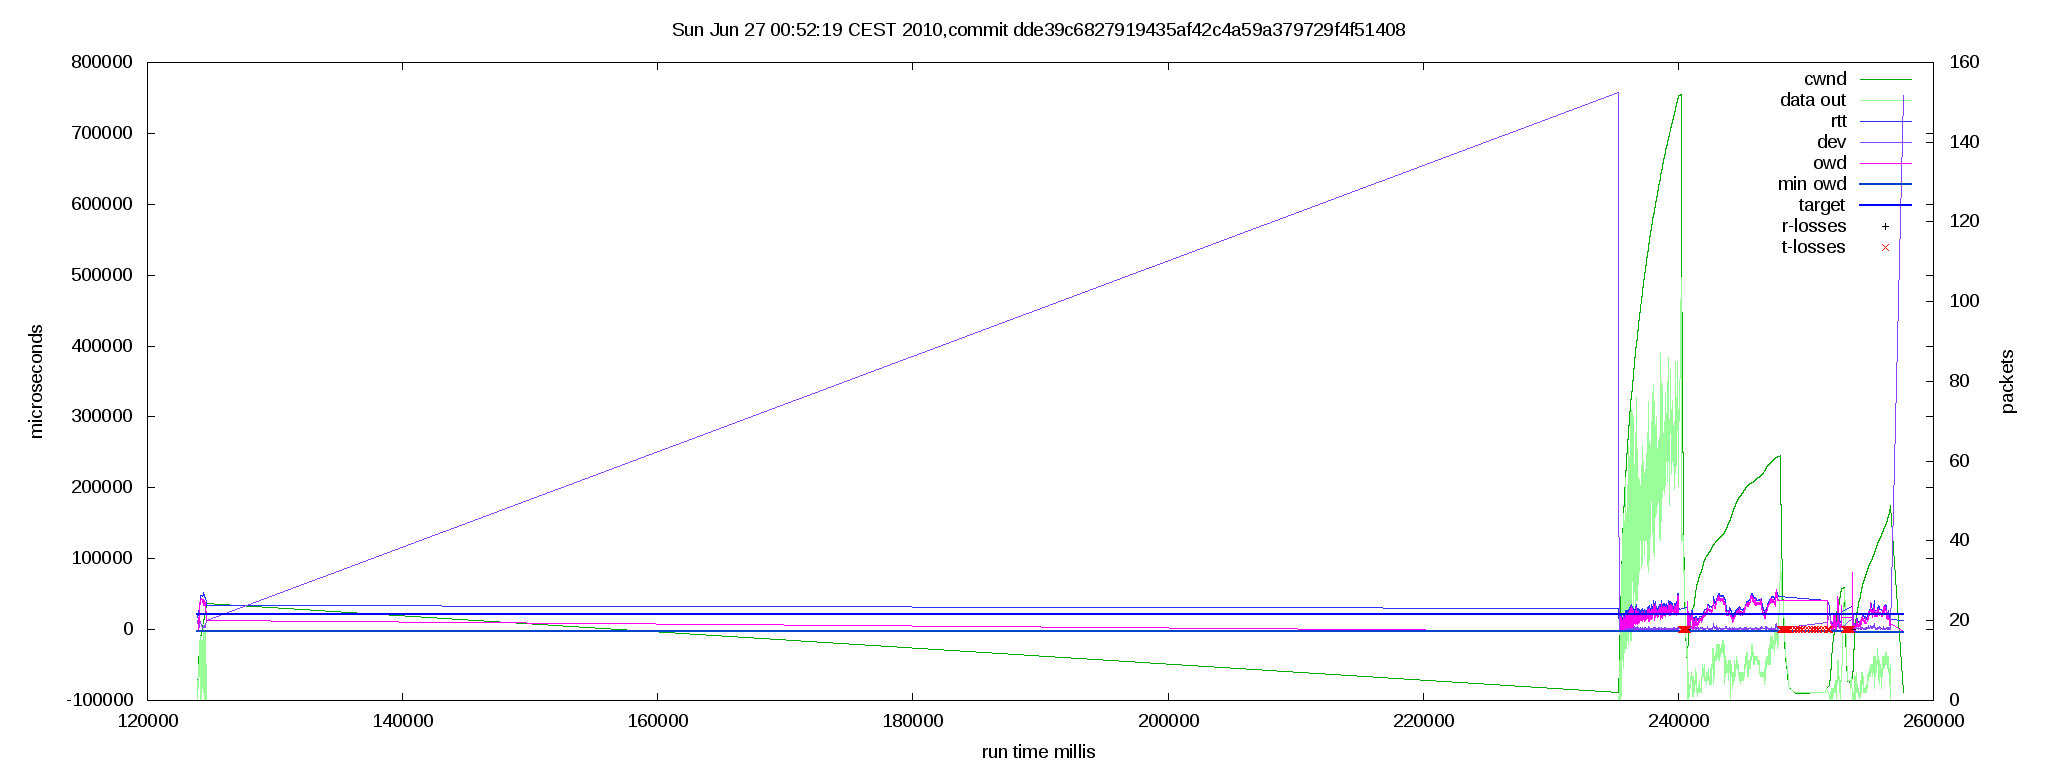 Sun Jun 27 00:52:19 CEST 2010,commit dde39c6827919435af42c4a59a379729f4f51408
800000
700000
600000
500000
400000
300000
200000
100000
0
-100000
microseconds
160
140
120
100
80
60
40
20
0
packets
cwnd
data out
rtt
dev
owd
min owd
target
r-losses
t-losses
120000 140000 160000 180000 200000 220000 240000 260000
run time millis